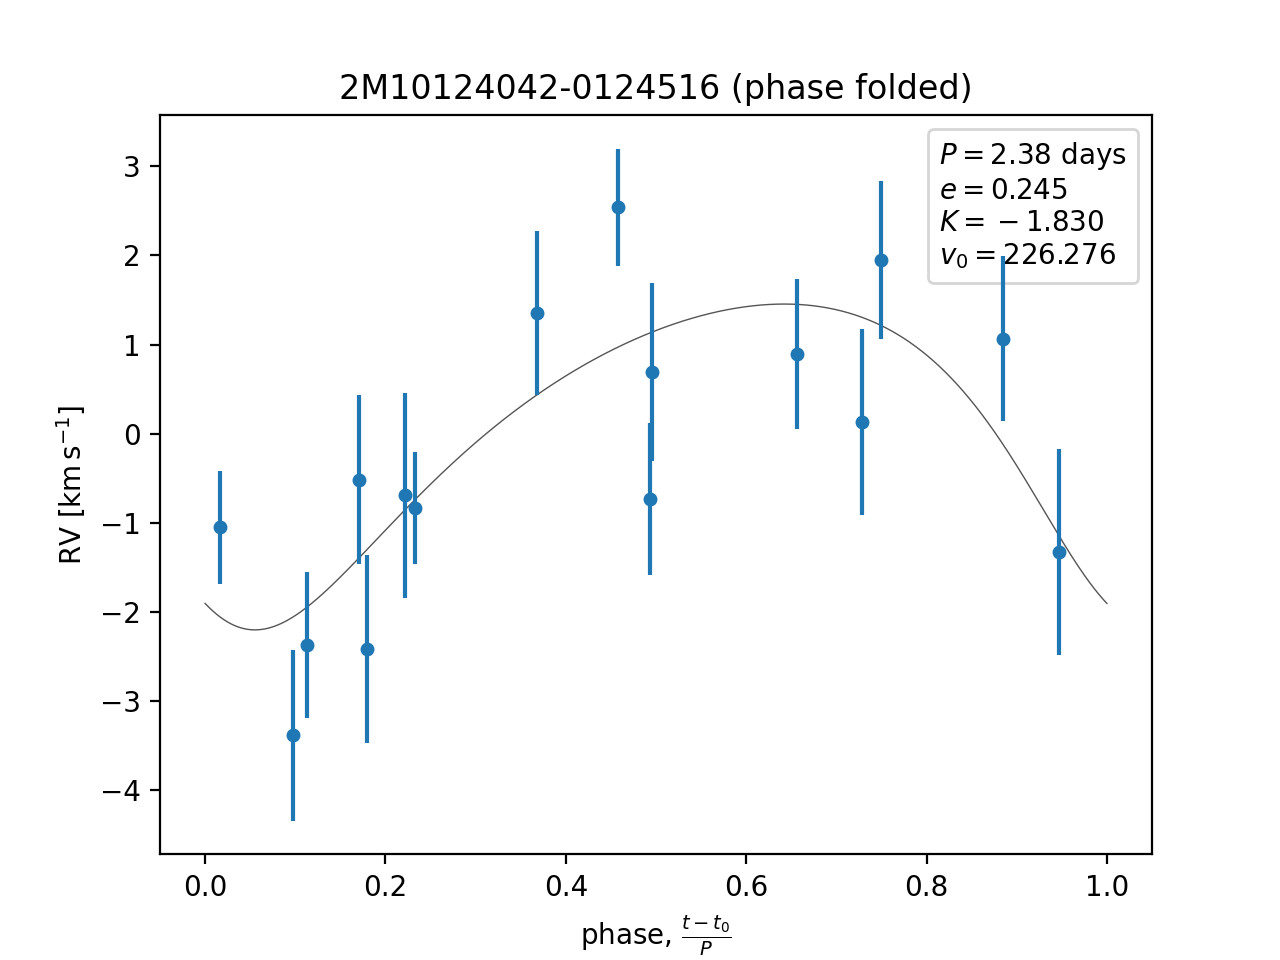 2M10124042-0124516 (phase folded)
P = 2.38 days
e = 0.245
K = −1.830
v₀ = 226.276
3
2
1
0
−1
−2
−3
−4
RV [km s⁻¹]
0.0 0.2 0.4 0.6 0.8 1.0
phase, (t − t₀)/P